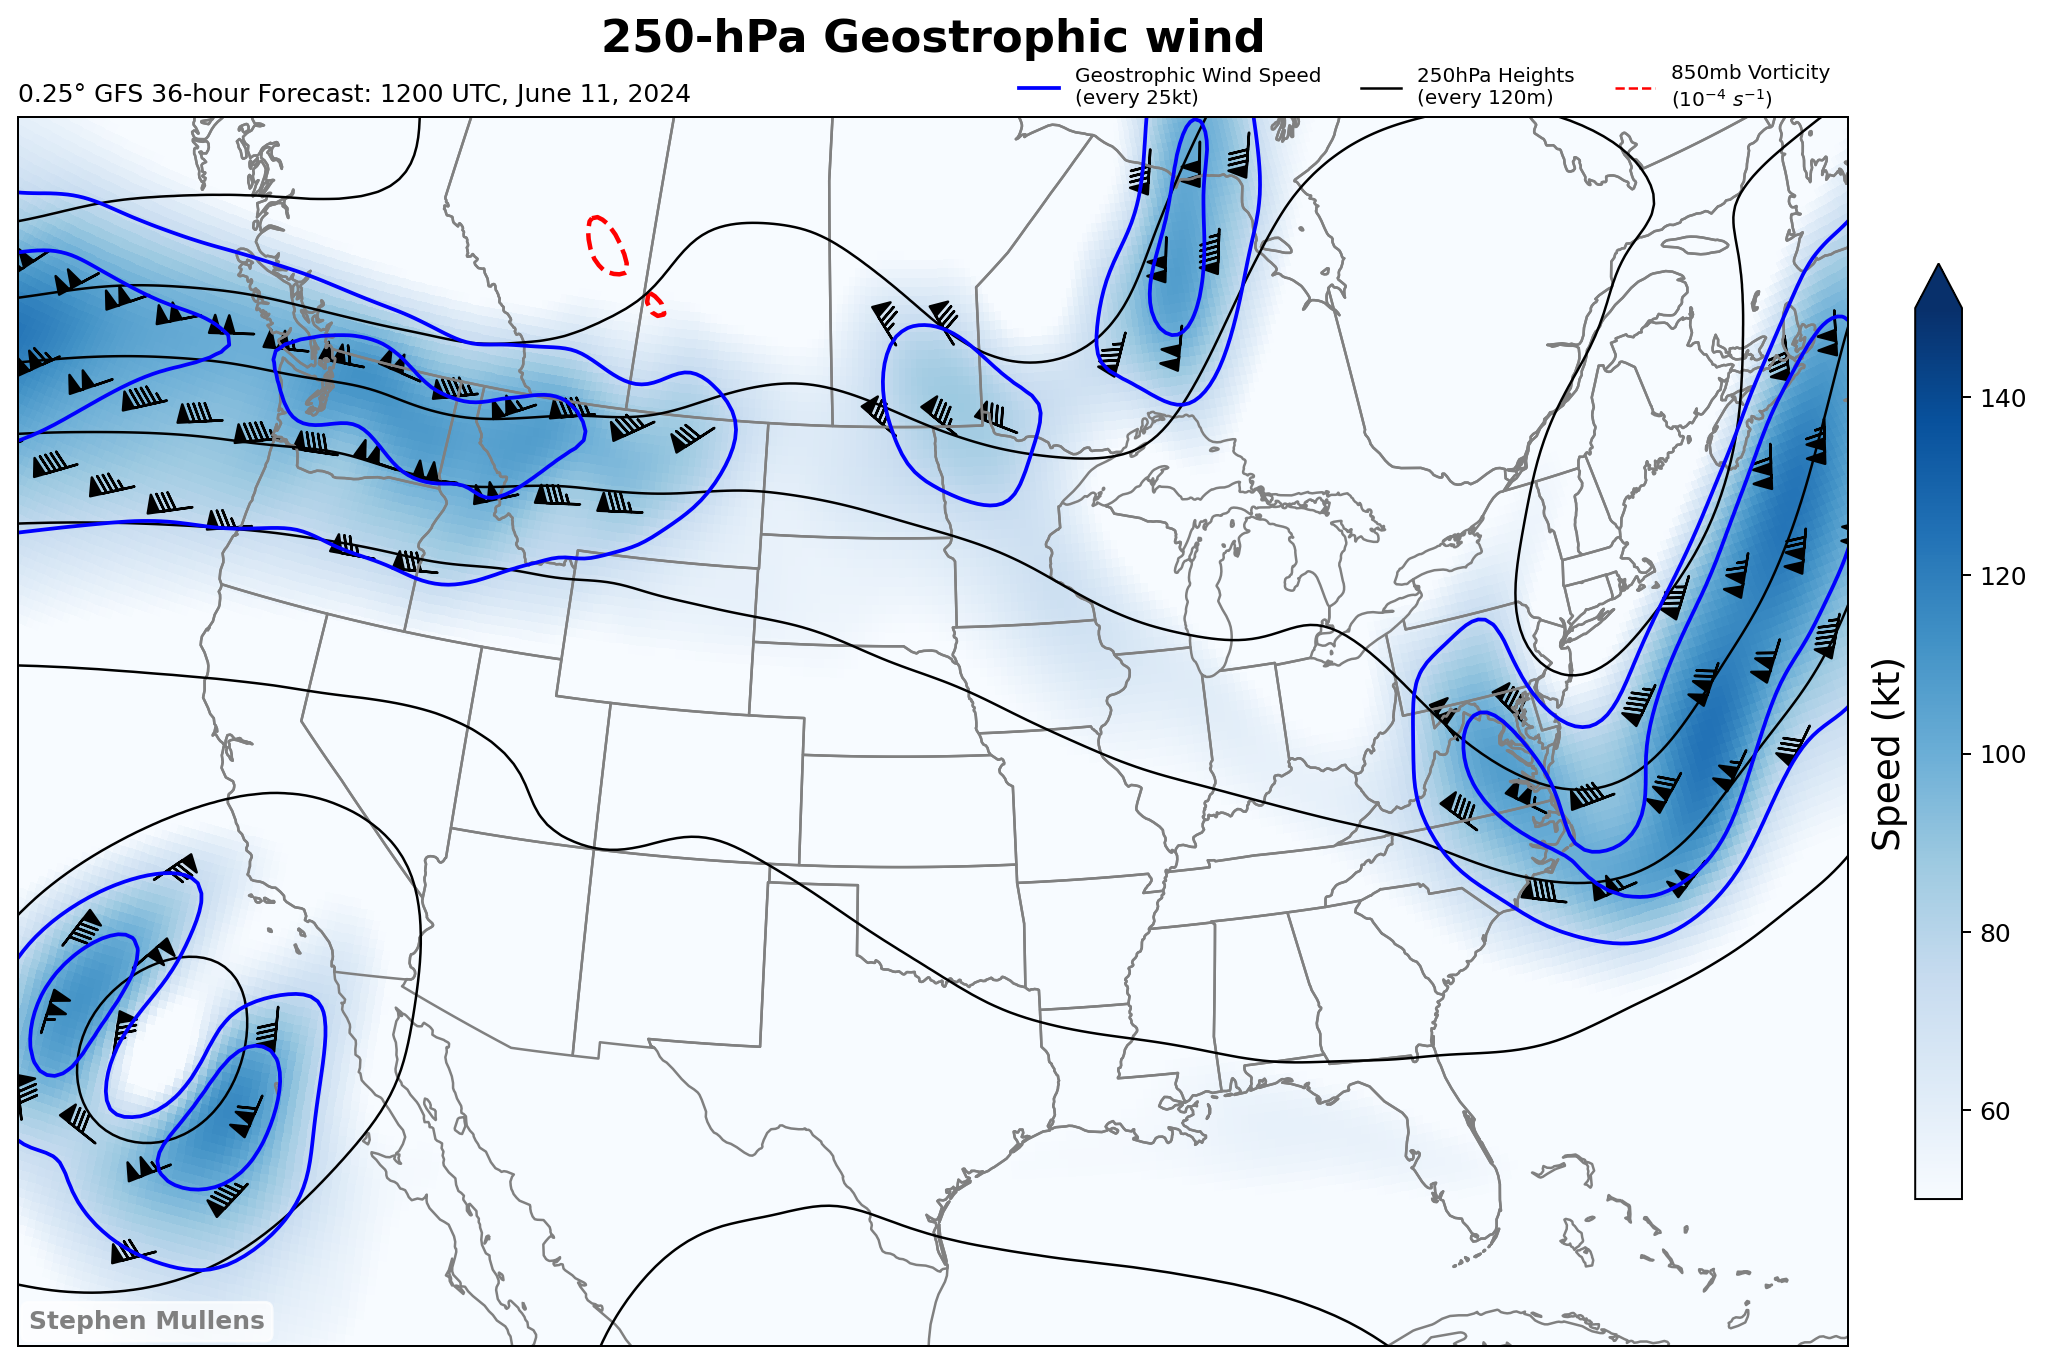 250-hPa Geostrophic wind
0.25° GFS 36-hour Forecast: 1200 UTC, June 11, 2024
Geostrophic Wind Speed
(every 25kt)
250hPa Heights
(every 120m)
850mb Vorticity
(10⁻⁴ s⁻¹)
140
120
100
80
60
Speed (kt)
Stephen Mullens